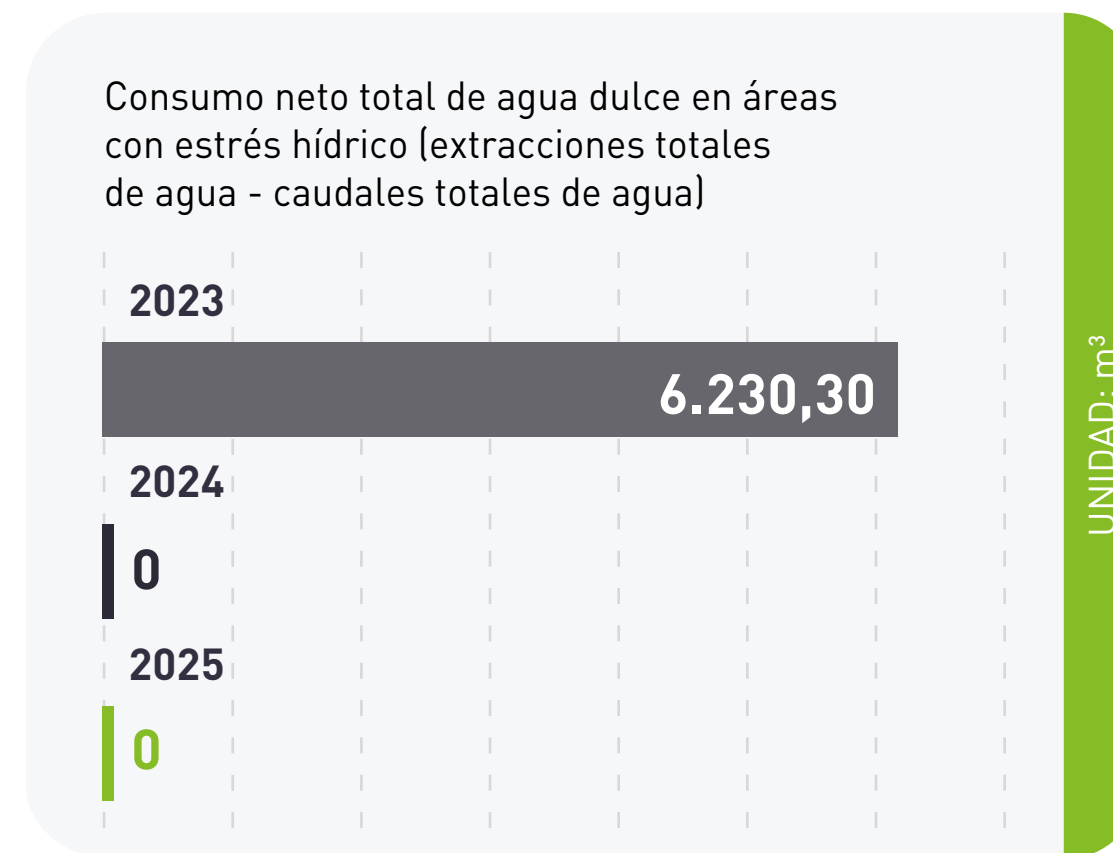 Consumo neto total de agua dulce en áreas
con estrés hídrico (extracciones totales
de agua - caudales totales de agua)
2023
6.230,30
2024
0
2025
0
UNIDAD: m³